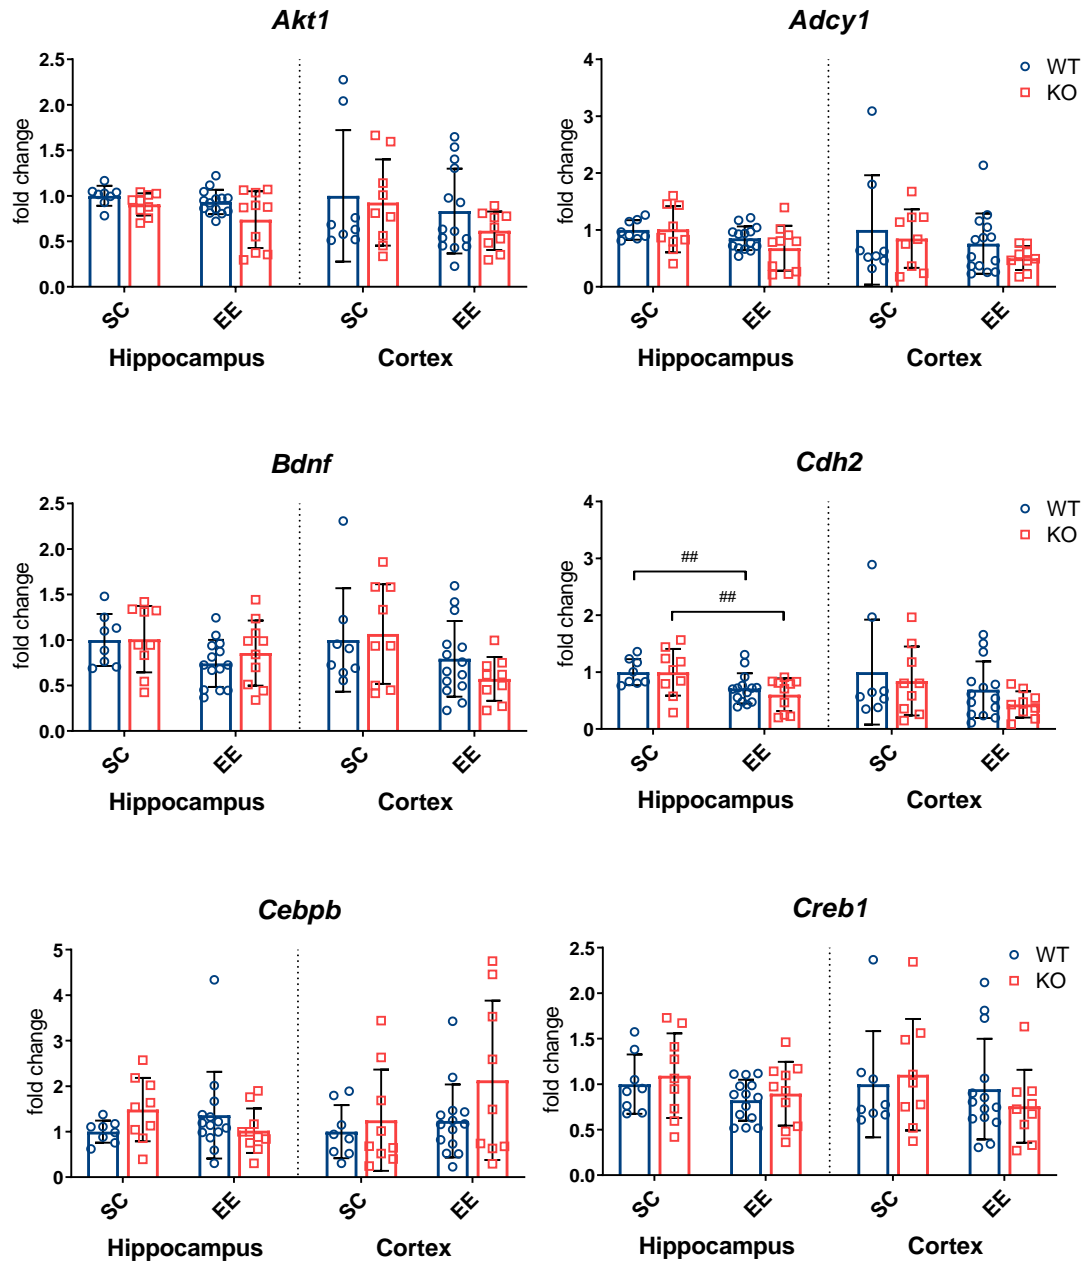 Akt1
fold change
2.5
2.0
1.5
1.0
0.5
0.0
SC
EE
SC
EE
Hippocampus
Cortex
Adcy1
WT
KO
fold change
4
3
2
1
0
SC
EE
SC
EE
Hippocampus
Cortex
Bdnf
fold change
2.5
2.0
1.5
1.0
0.5
0.0
SC
EE
SC
EE
Hippocampus
Cortex
Cdh2
WT
KO
fold change
4
3
2
1
0
##
##
SC
EE
SC
EE
Hippocampus
Cortex
Cebpb
fold change
5
4
3
2
1
0
SC
EE
SC
EE
Hippocampus
Cortex
Creb1
WT
KO
fold change
2.5
2.0
1.5
1.0
0.5
0.0
SC
EE
SC
EE
Hippocampus
Cortex